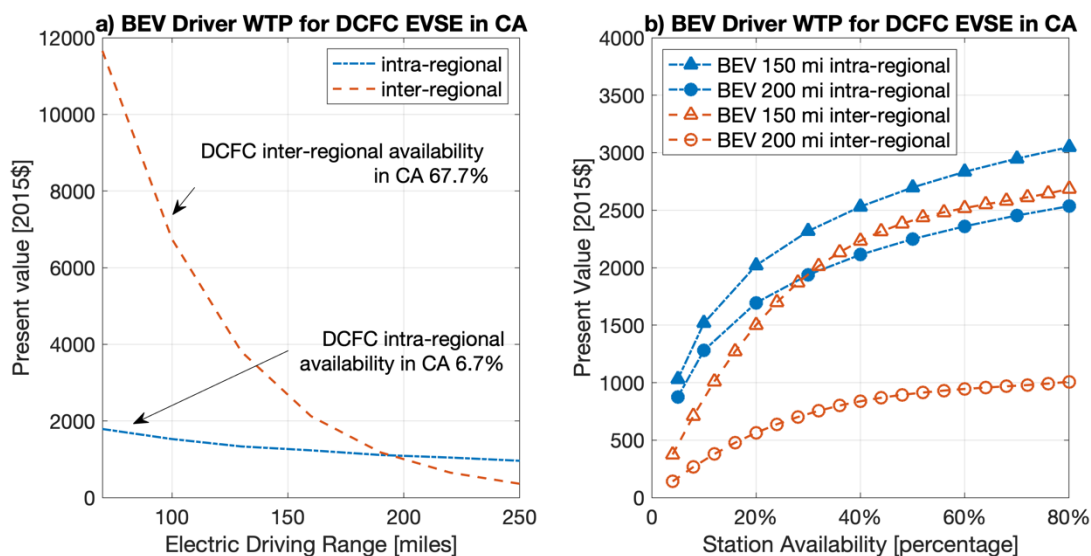 a) BEV Driver WTP for DCFC EVSE in CA
12000
10000
8000
6000
4000
2000
0
Present value [2015$]
intra-regional
inter-regional
DCFC inter-regional availability
in CA 67.7%
DCFC intra-regional
availability in CA 6.7%
100
150
200
250
Electric Driving Range [miles]
b) BEV Driver WTP for DCFC EVSE in CA
4000
3500
3000
2500
2000
1500
1000
500
0
Present Value [2015$]
BEV 150 mi intra-regional
BEV 200 mi intra-regional
BEV 150 mi inter-regional
BEV 200 mi inter-regional
0
20%
40%
60%
80%
Station Availability [percentage]